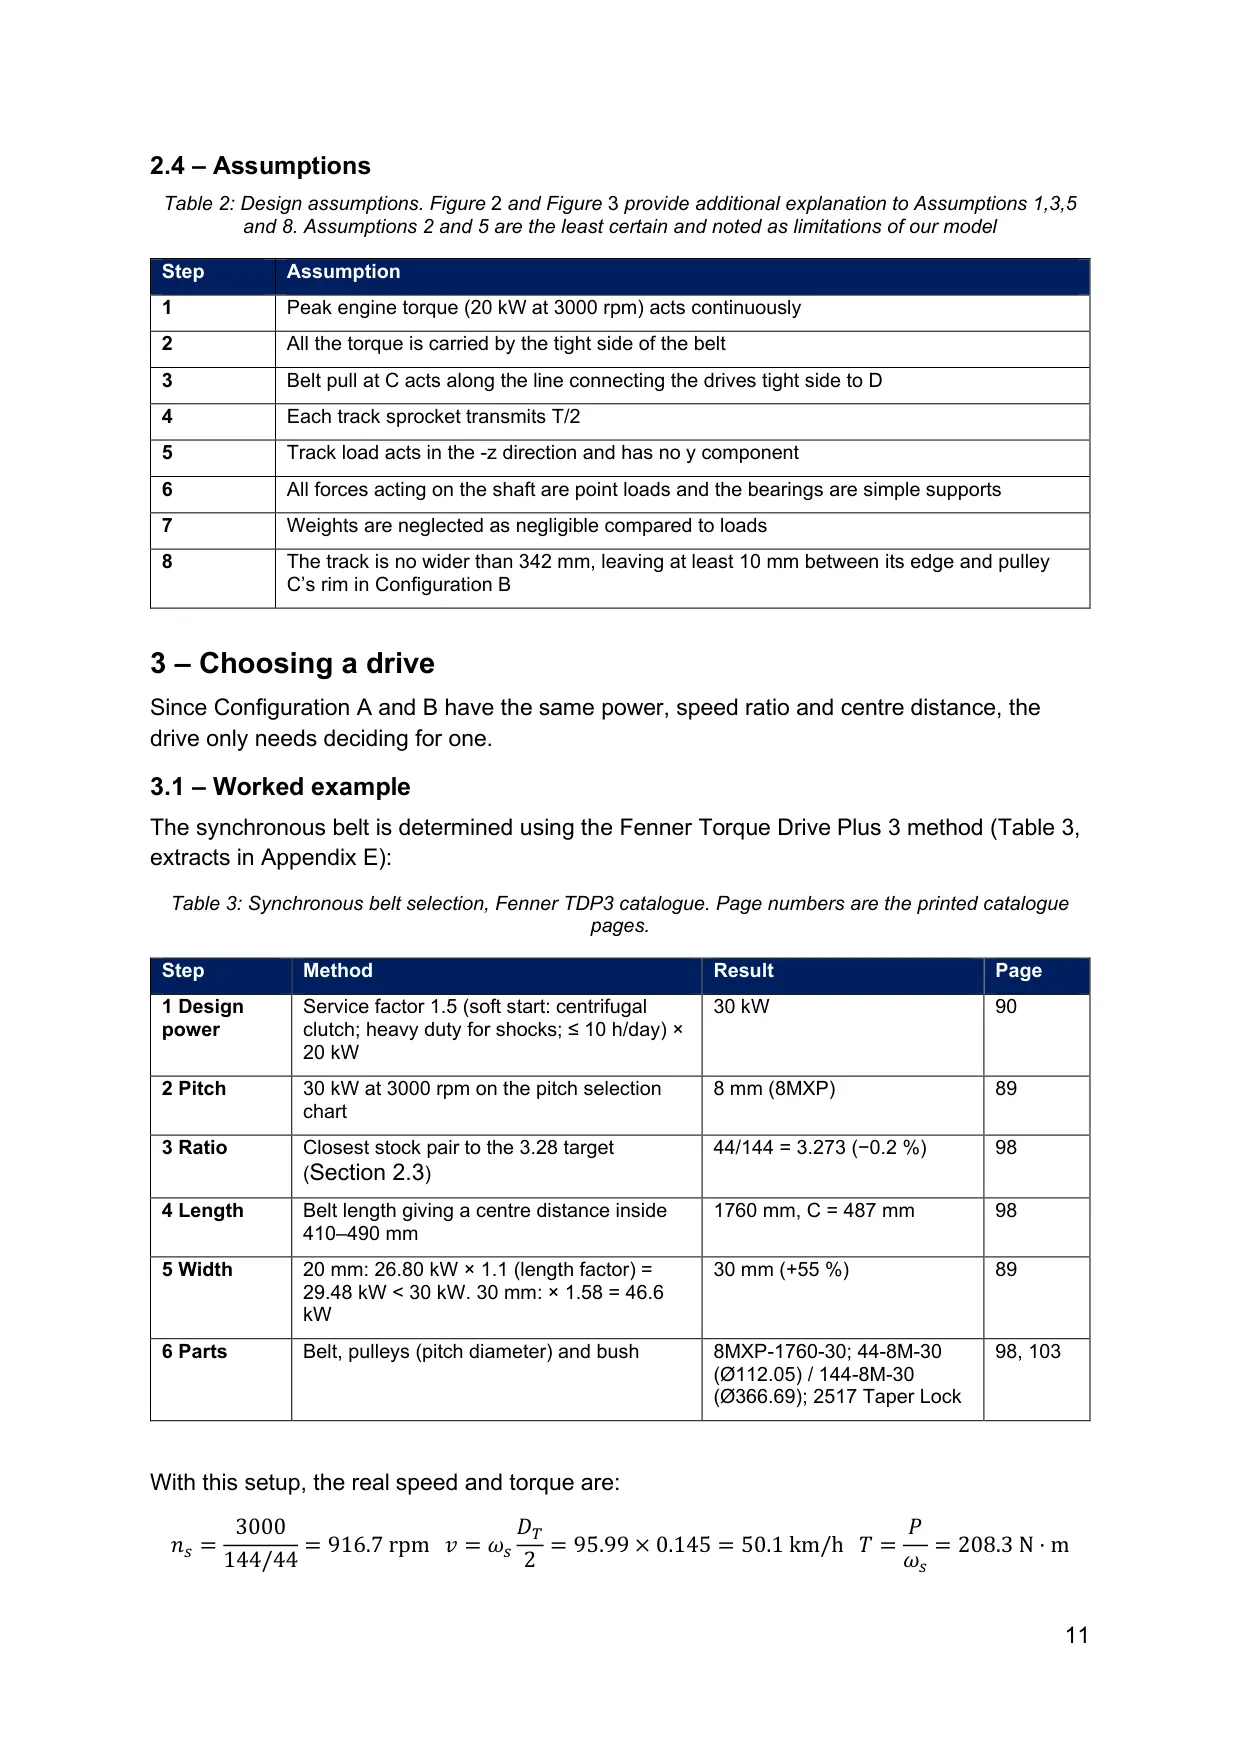 2.4 – Assumptions
Table 2: Design assumptions. Figure 2 and Figure 3 provide additional explanation to Assumptions 1,3,5
and 8. Assumptions 2 and 5 are the least certain and noted as limitations of our model
Step Assumption
1 Peak engine torque (20 kW at 3000 rpm) acts continuously
2 All the torque is carried by the tight side of the belt
3 Belt pull at C acts along the line connecting the drives tight side to D
4 Each track sprocket transmits T/2
5 Track load acts in the -z direction and has no y component
6 All forces acting on the shaft are point loads and the bearings are simple supports
7 Weights are neglected as negligible compared to loads
8 The track is no wider than 342 mm, leaving at least 10 mm between its edge and pulley
C’s rim in Configuration B
3 – Choosing a drive
Since Configuration A and B have the same power, speed ratio and centre distance, the
drive only needs deciding for one.
3.1 – Worked example
The synchronous belt is determined using the Fenner Torque Drive Plus 3 method (Table 3,
extracts in Appendix E):
Table 3: Synchronous belt selection, Fenner TDP3 catalogue. Page numbers are the printed catalogue
pages.
Step Method Result Page
1 Design Service factor 1.5 (soft start: centrifugal 30 kW 90
power clutch; heavy duty for shocks; ≤ 10 h/day) ×
20 kW
2 Pitch 30 kW at 3000 rpm on the pitch selection 8 mm (8MXP) 89
chart
3 Ratio Closest stock pair to the 3.28 target 44/144 = 3.273 (−0.2 %) 98
(Section 2.3)
4 Length Belt length giving a centre distance inside 1760 mm, C = 487 mm 98
410–490 mm
5 Width 20 mm: 26.80 kW × 1.1 (length factor) = 30 mm (+55 %) 89
29.48 kW < 30 kW. 30 mm: × 1.58 = 46.6
kW
6 Parts Belt, pulleys (pitch diameter) and bush 8MXP-1760-30; 44-8M-30 98, 103
(Ø112.05) / 144-8M-30
(Ø366.69); 2517 Taper Lock
With this setup, the real speed and torque are:
n_s = 3000 / (144/44) = 916.7 rpm v = ω_s D_T/2 = 95.99 × 0.145 = 50.1 km/h T = P/ω_s = 208.3 N · m
11